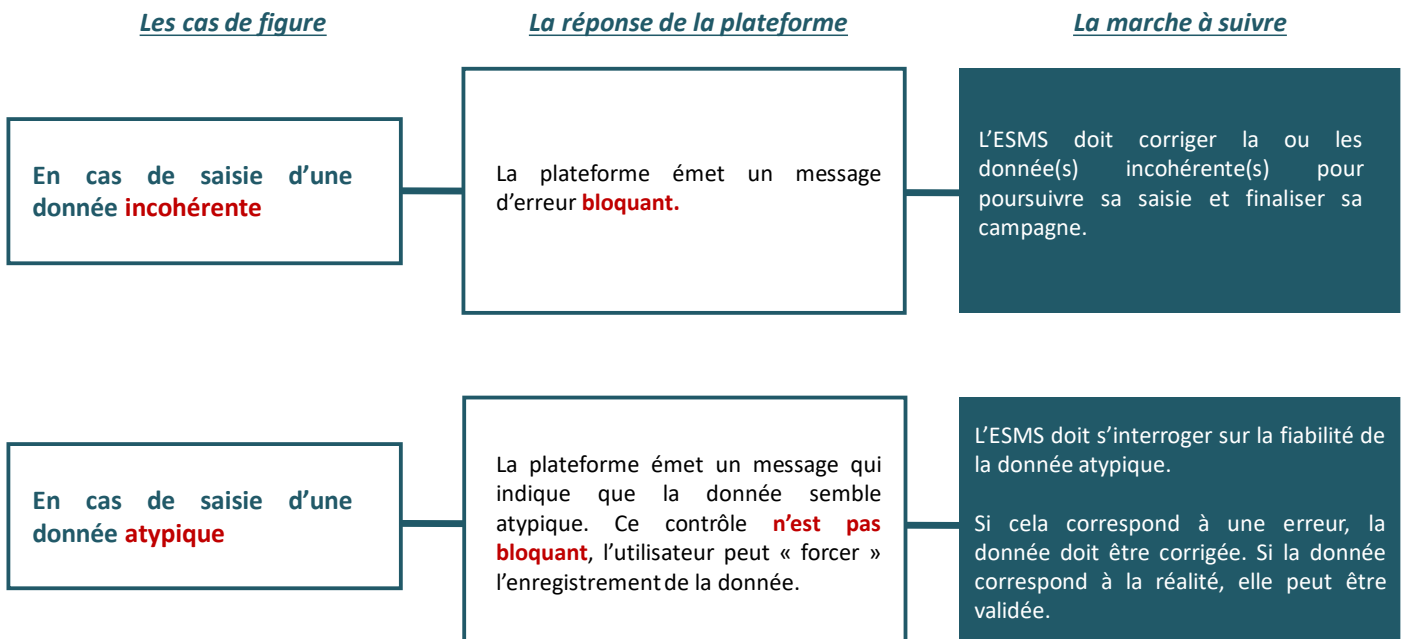 Les cas de figure
La réponse de la plateforme
La marche à suivre
En cas de saisie d’une
donnée incohérente
La plateforme émet un message
d’erreur bloquant.
L’ESMS doit corriger la ou les
donnée(s) incohérente(s) pour
poursuivre sa saisie et finaliser sa
campagne.
En cas de saisie d’une
donnée atypique
La plateforme émet un message qui
indique que la donnée semble
atypique. Ce contrôle n’est pas
bloquant, l’utilisateur peut « forcer »
l’enregistrement de la donnée.
L’ESMS doit s’interroger sur la fiabilité de
la donnée atypique.
Si cela correspond à une erreur, la
donnée doit être corrigée. Si la donnée
correspond à la réalité, elle peut être
validée.